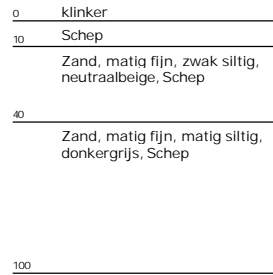 0 klinker
10 Schep
Zand, matig fijn, zwak siltig,
neutraalbeige, Schep
40
Zand, matig fijn, matig siltig,
donkergrijs, Schep
100